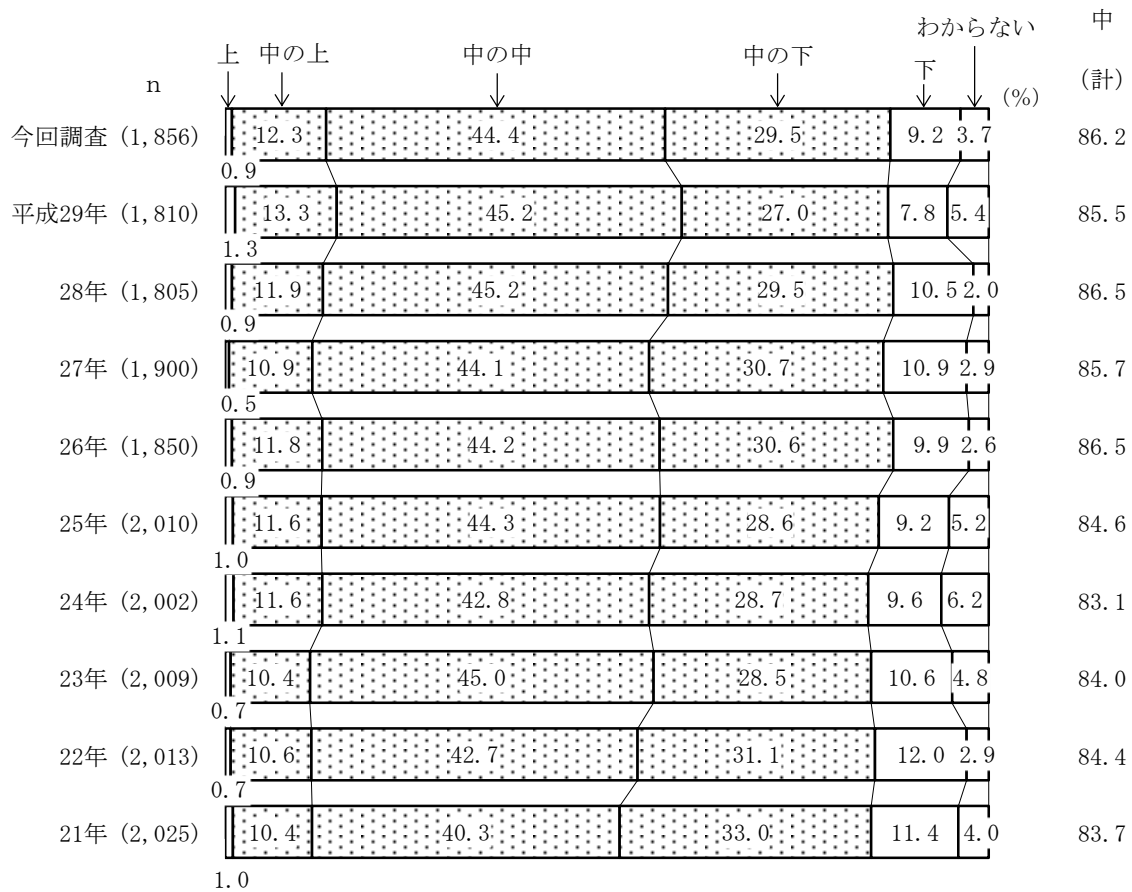 わからない 中
上 中の上 中の中 中の下 下 (計)
n (%)
今回調査 (1,856) 12.3 44.4 29.5 9.2 3.7 86.2
0.9
平成29年 (1,810) 13.3 45.2 27.0 7.8 5.4 85.5
1.3
28年 (1,805) 11.9 45.2 29.5 10.5 2.0 86.5
0.9
27年 (1,900) 10.9 44.1 30.7 10.9 2.9 85.7
0.5
26年 (1,850) 11.8 44.2 30.6 9.9 2.6 86.5
0.9
25年 (2,010) 11.6 44.3 28.6 9.2 5.2 84.6
1.0
24年 (2,002) 11.6 42.8 28.7 9.6 6.2 83.1
1.1
23年 (2,009) 10.4 45.0 28.5 10.6 4.8 84.0
0.7
22年 (2,013) 10.6 42.7 31.1 12.0 2.9 84.4
0.7
21年 (2,025) 10.4 40.3 33.0 11.4 4.0 83.7
1.0